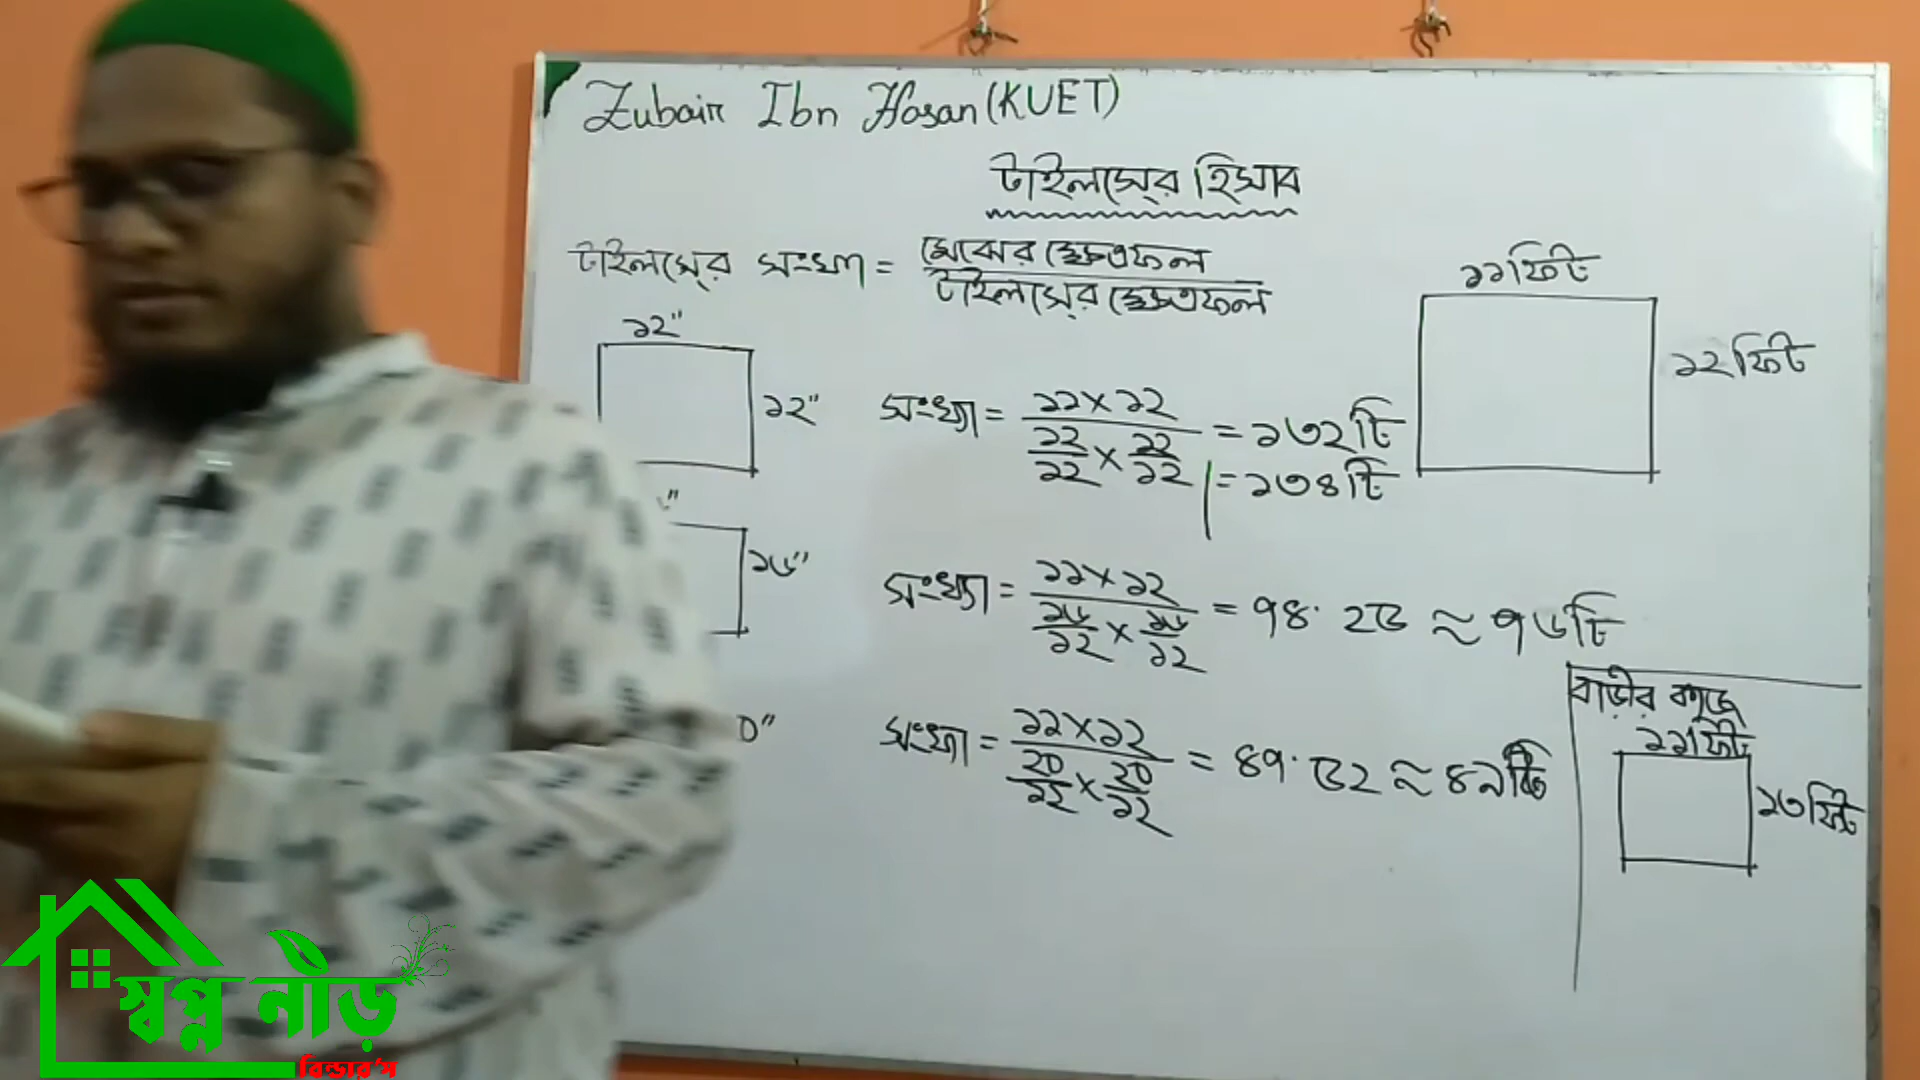 Zubair Ibn Hasan (KUET)
টাইলসের হিসাব
টাইলসের সংখ্যা = মেঝের ক্ষেত্রফল / টাইলসের ক্ষেত্রফল
১১ফিট
১২ফিট
১২"
১২"
সংখ্যা = ১১×১২ / ১২/১২ × ১২/১২ = ১৩২টি
= ১৩৪টি
১৬"
সংখ্যা = ১১×১২ / ১৬/১২ × ১৬/১২ = ৭৪.২৫ ≈ ৭৬টি
0"
সংখ্যা = ১১×১২ / ২০/১২ × ২০/১২ = ৪৭.৫২ ≈ ৪৯টি
বাড়ীর কাজ
১১ফিট
১৩ফিট
স্বপ্ন নীড়
বিল্ডার'স